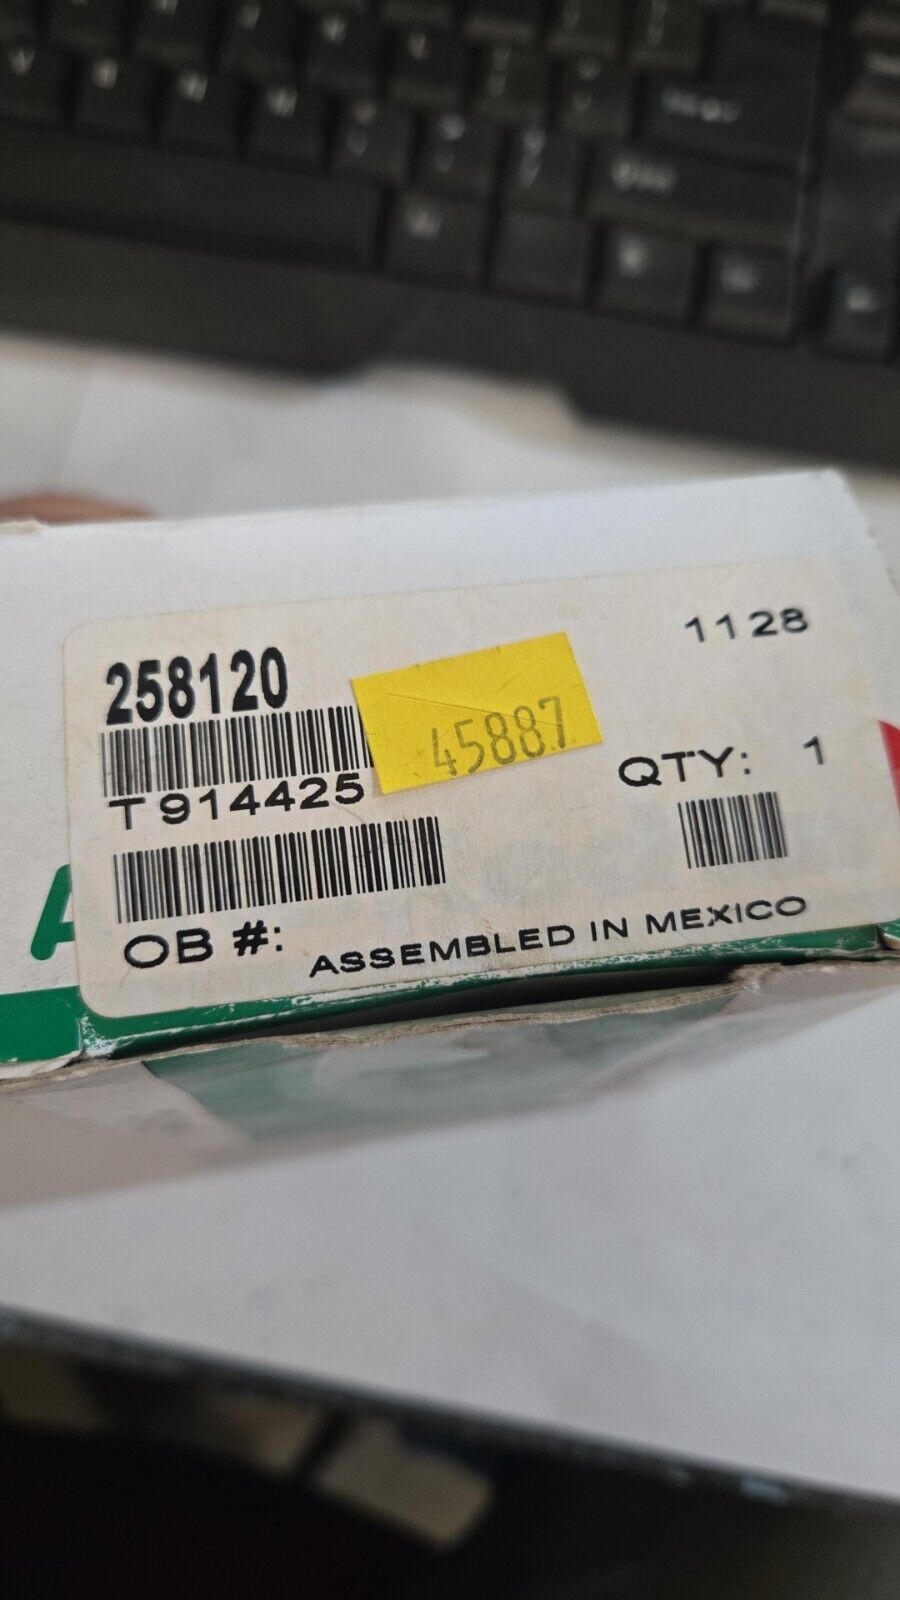 258120
1128
45887
T914425
QTY: 1
OB #:
ASSEMBLED IN MEXICO
A